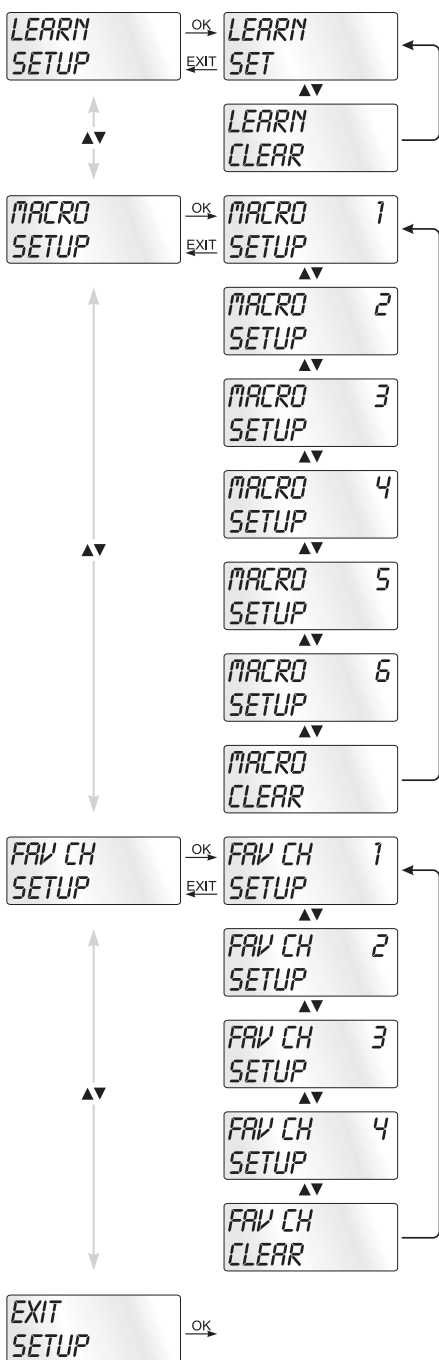 LEARN
SETUP
OK
EXIT
LEARN
SET
▲▼
LEARN
CLEAR
▲▼
MACRO
SETUP
OK
EXIT
MACRO 1
SETUP
▲▼
MACRO 2
SETUP
▲▼
MACRO 3
SETUP
▲▼
MACRO 4
SETUP
▲▼
MACRO 5
SETUP
▲▼
MACRO 6
SETUP
▲▼
MACRO
CLEAR
▲▼
FAV CH
SETUP
OK
EXIT
FAV CH 1
SETUP
▲▼
FAV CH 2
SETUP
▲▼
FAV CH 3
SETUP
▲▼
FAV CH 4
SETUP
▲▼
FAV CH
CLEAR
▲▼
EXIT
SETUP
OK